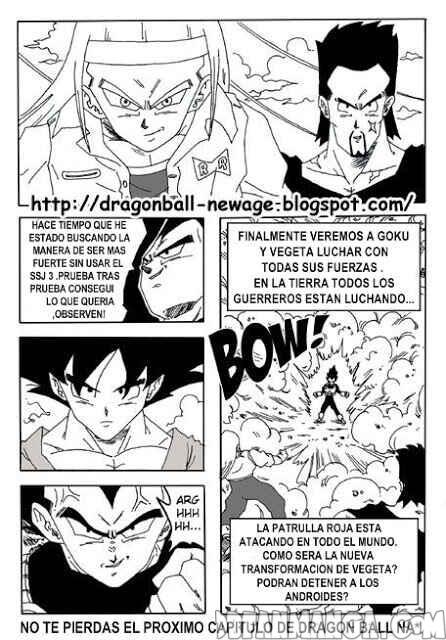 http://dragonball-newage.blogspot.com/
HACE TIEMPO QUE HE
ESTADO BUSCANDO LA
MANERA DE SER MAS
FUERTE SIN USAR EL
SSJ 3 .PRUEBA TRAS
PRUEBA CONSEGUI
LO QUE QUERIA
,OBSERVEN!
FINALMENTE VEREMOS A GOKU
Y VEGETA LUCHAR CON
TODAS SUS FUERZAS .
EN LA TIERRA TODOS LOS
GUERREROS ESTAN LUCHANDO...
BOW!
ARG
HHH
HH...
LA PATRULLA ROJA ESTA
ATACANDO EN TODO EL MUNDO.
COMO SERA LA NUEVA
TRANSFORMACION DE VEGETA?
PODRAN DETENER A LOS
ANDROIDES?
NO TE PIERDAS EL PROXIMO CAPITULO DE DRAGON BALL NA